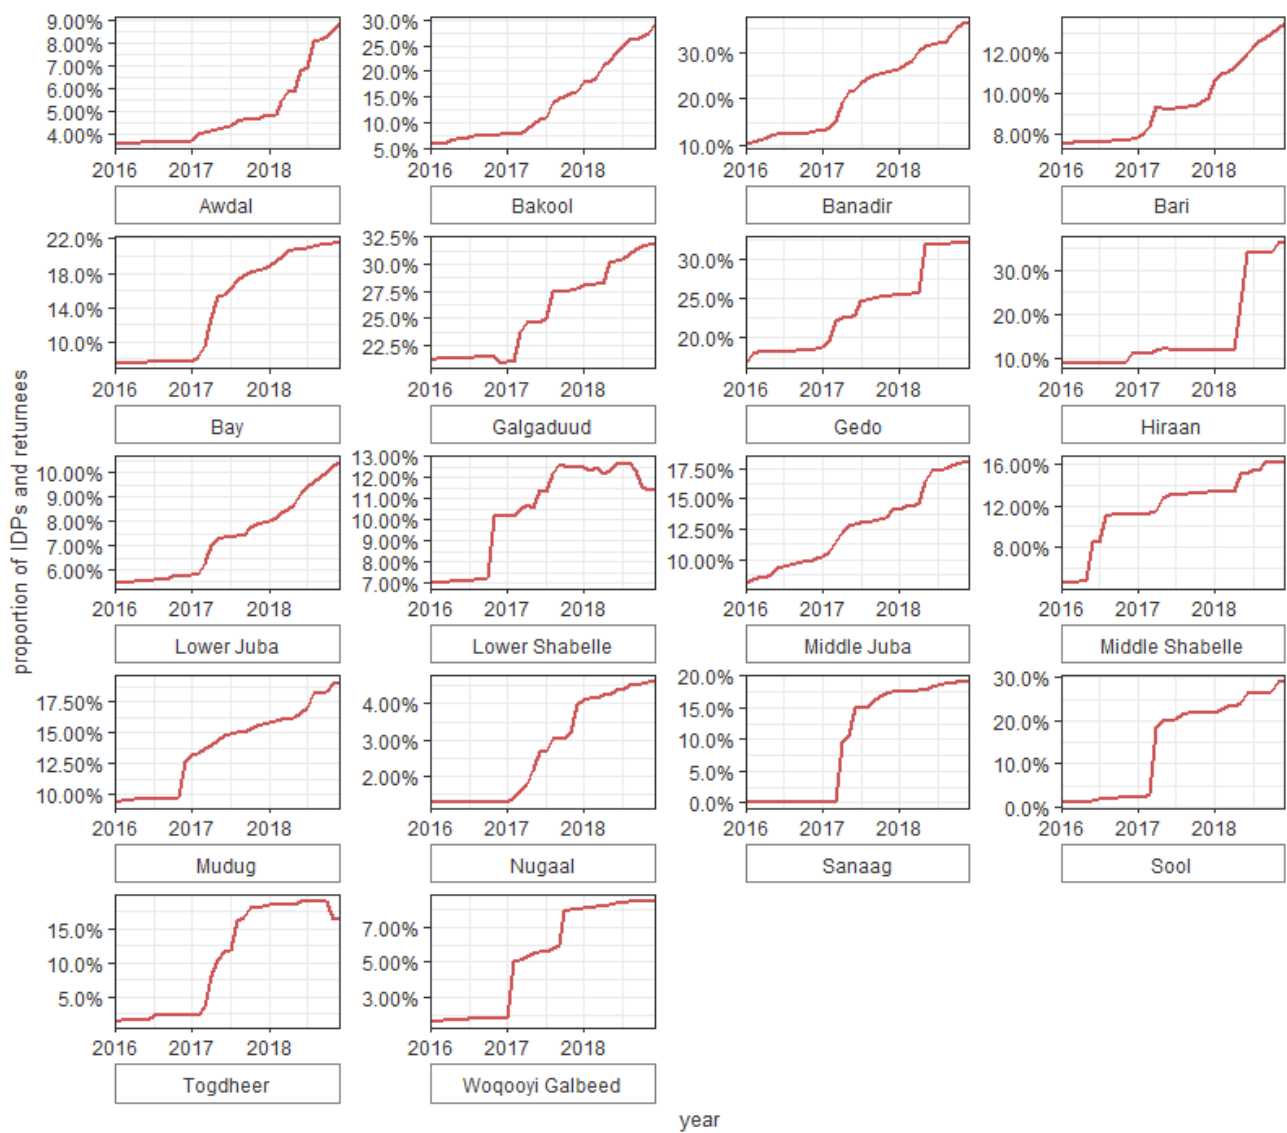 proportion of IDPs and returnees
9.00%
8.00%
7.00%
6.00%
5.00%
4.00%
2016 2017 2018
Awdal
30.0%
25.0%
20.0%
15.0%
10.0%
5.0%
2016 2017 2018
Bakool
30.0%
20.0%
10.0%
2016 2017 2018
Banadir
12.00%
10.00%
8.00%
2016 2017 2018
Bari
22.0%
18.0%
14.0%
10.0%
2016 2017 2018
Bay
32.5%
30.0%
27.5%
25.0%
22.5%
2016 2017 2018
Galgaduud
30.0%
25.0%
20.0%
2016 2017 2018
Gedo
30.0%
20.0%
10.0%
2016 2017 2018
Hiraan
10.00%
9.00%
8.00%
7.00%
6.00%
2016 2017 2018
Lower Juba
13.00%
12.00%
11.00%
10.00%
9.00%
8.00%
7.00%
2016 2017 2018
Lower Shabelle
17.50%
15.00%
12.50%
10.00%
2016 2017 2018
Middle Juba
16.00%
12.00%
8.00%
2016 2017 2018
Middle Shabelle
17.50%
15.00%
12.50%
10.00%
2016 2017 2018
Mudug
4.00%
3.00%
2.00%
2016 2017 2018
Nugaal
20.0%
15.0%
10.0%
5.0%
0.0%
2016 2017 2018
Sanaag
30.0%
20.0%
10.0%
0.0%
2016 2017 2018
Sool
15.0%
10.0%
5.0%
2016 2017 2018
Togdheer
7.00%
5.00%
3.00%
2016 2017 2018
Woqooyi Galbeed
year